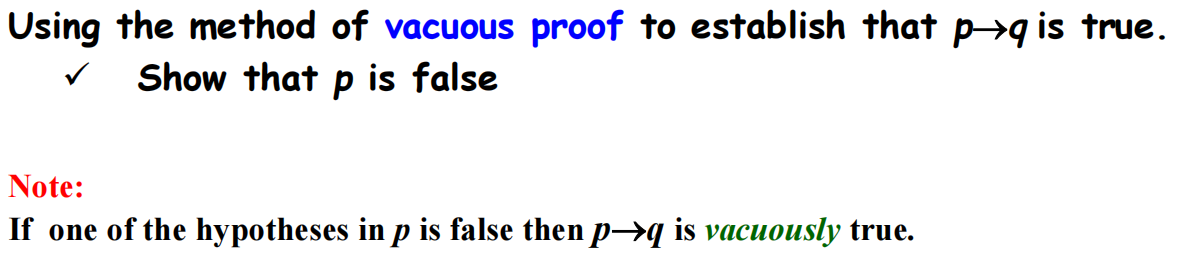 Using the method of vacuous proof to establish that p→q is true.
✓ Show that p is false
Note:
If one of the hypotheses in p is false then p→q is vacuously true.